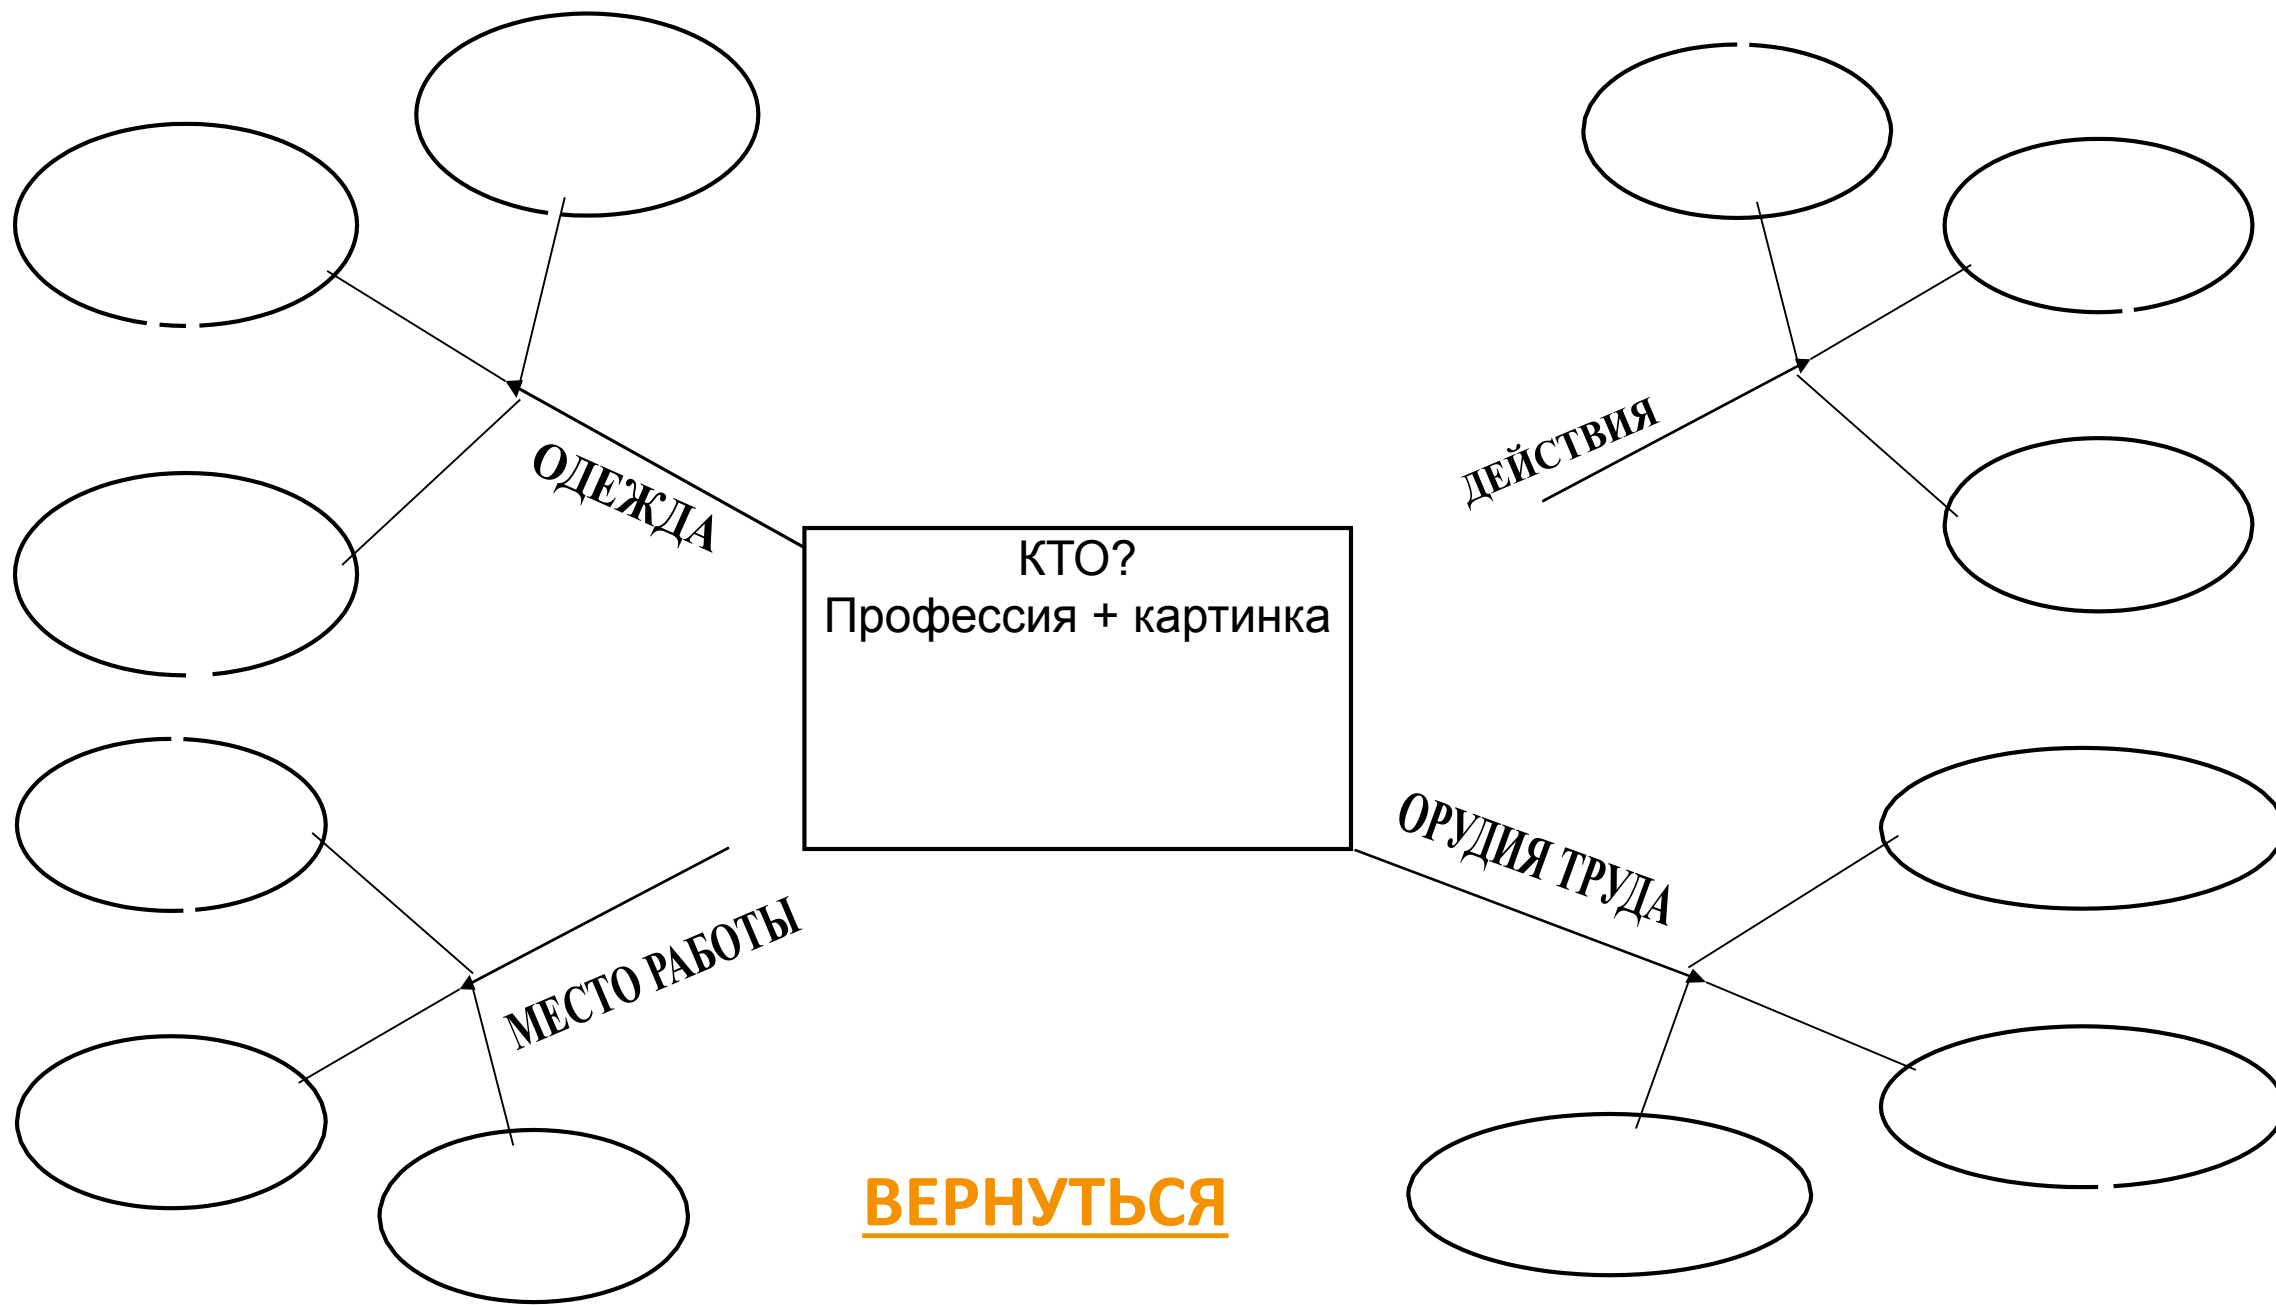 ОДЕЖДА
ДЕЙСТВИЯ
КТО?
Профессия + картинка
МЕСТО РАБОТЫ
ОРУДИЯ ТРУДА
ВЕРНУТЬСЯ